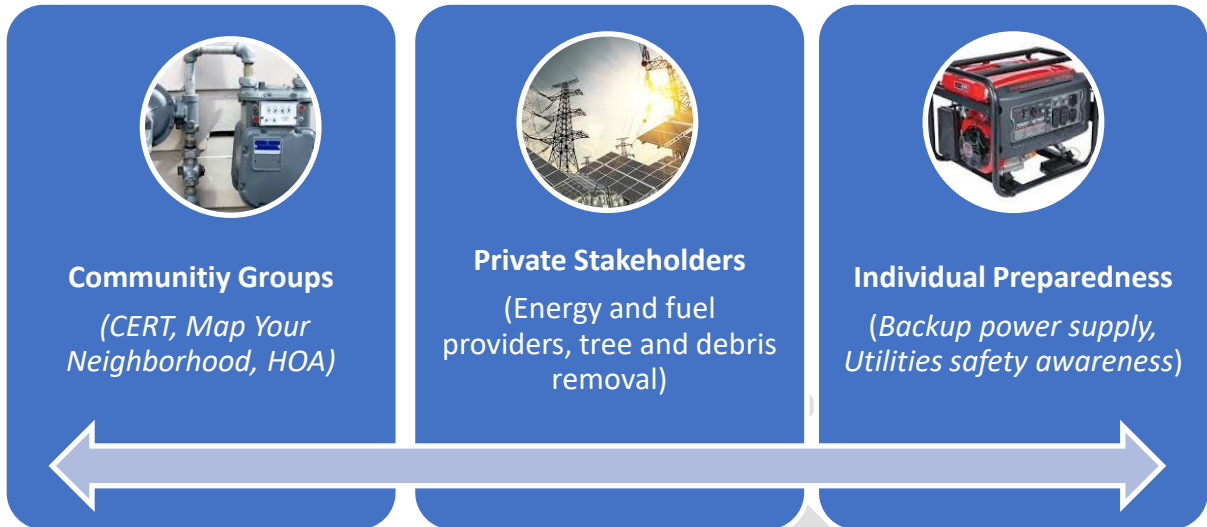 Communitiy Groups
(CERT, Map Your
Neighborhood, HOA)
Private Stakeholders
(Energy and fuel
providers, tree and debris
removal)
Individual Preparedness
(Backup power supply,
Utilities safety awareness)